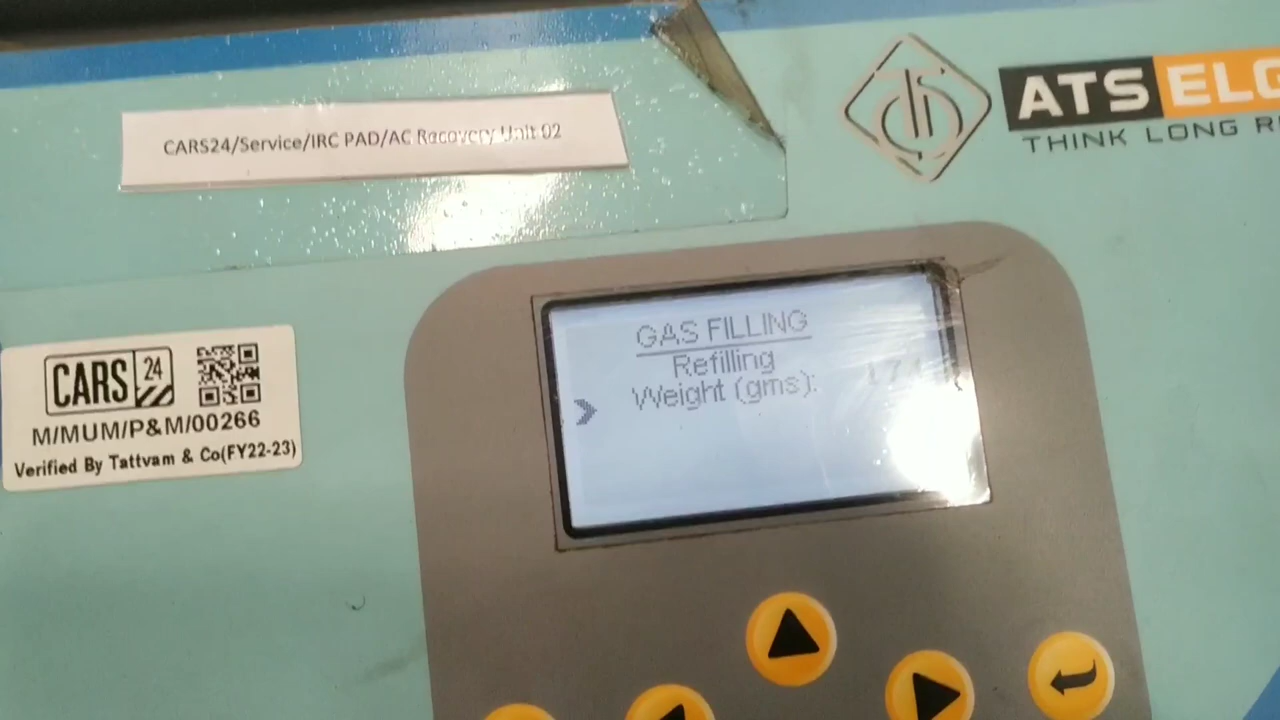 CARS24/Service/IRC PAD/AC Recovery Unit 02
ATS ELG
THINK LONG
GAS FILLING
Refilling
Weight (gms):
CARS 24
M/MUM/P&M/00266
Verified By Tattvam & Co(FY22-23)